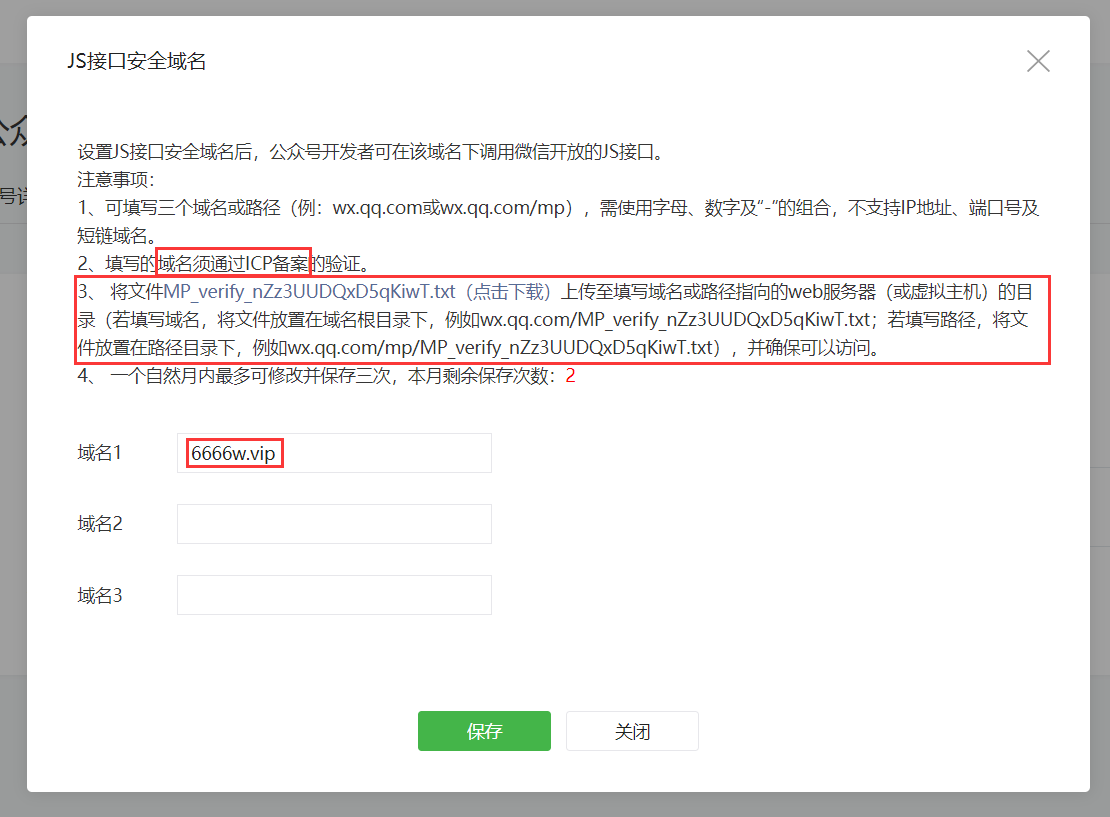 JS接口安全域名
公众
号详
设置JS接口安全域名后，公众号开发者可在该域名下调用微信开放的JS接口。
注意事项：
1、可填写三个域名或路径（例：wx.qq.com或wx.qq.com/mp），需使用字母、数字及“-”的组合，不支持IP地址、端口号及
短链域名。
2、填写的域名须通过ICP备案的验证。
3、 将文件MP_verify_nZz3UUDQxD5qKiwT.txt（点击下载）上传至填写域名或路径指向的web服务器（或虚拟主机）的目
录（若填写域名，将文件放置在域名根目录下，例如wx.qq.com/MP_verify_nZz3UUDQxD5qKiwT.txt；若填写路径，将文
件放置在路径目录下，例如wx.qq.com/mp/MP_verify_nZz3UUDQxD5qKiwT.txt），并确保可以访问。
4、 一个自然月内最多可修改并保存三次，本月剩余保存次数：2
域名1 6666w.vip
域名2
域名3
保存 关闭